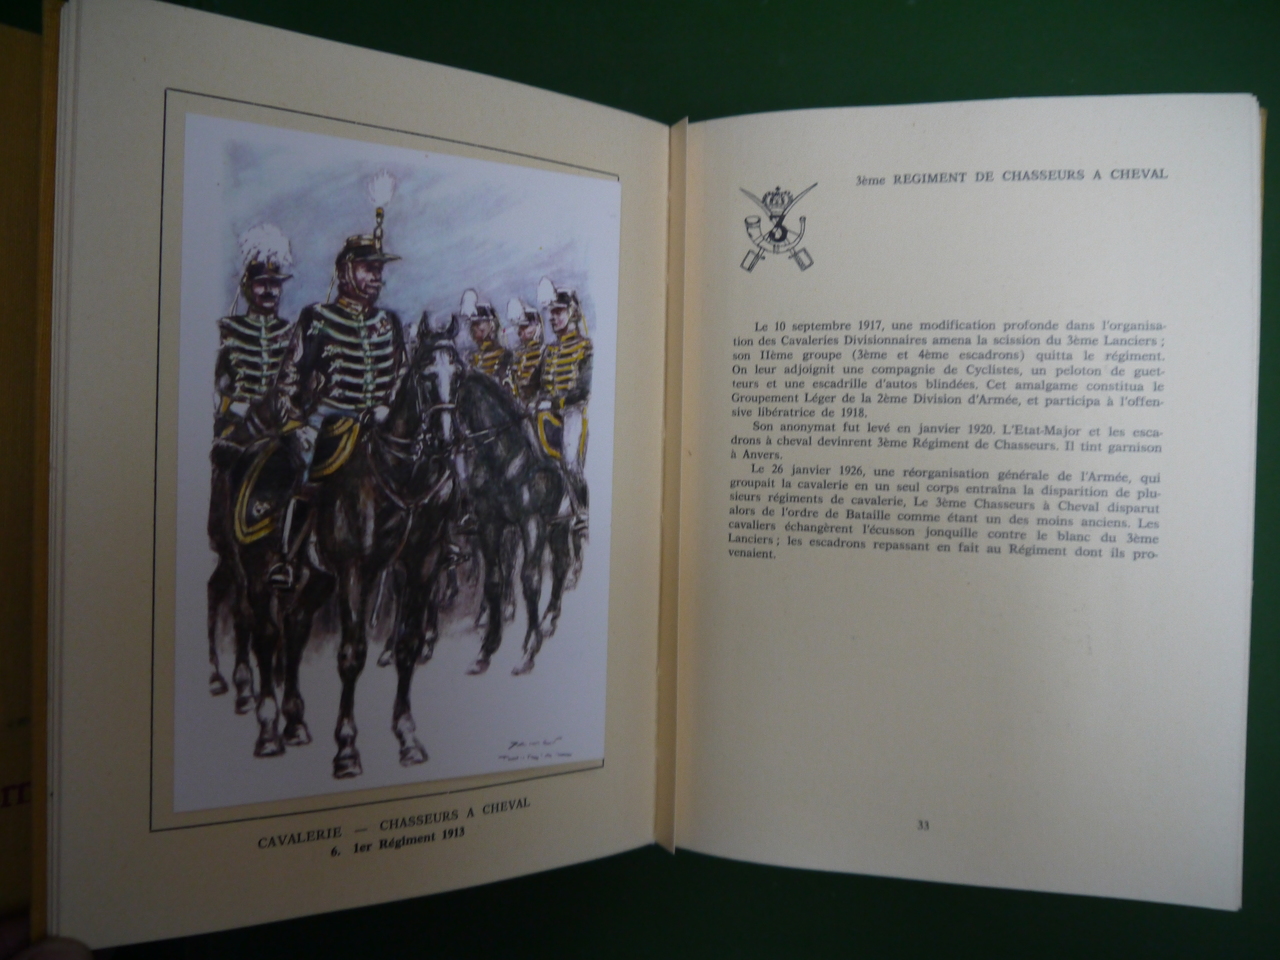 CAVALERIE — CHASSEURS A CHEVAL
6. 1er Régiment 1913
3ème REGIMENT DE CHASSEURS A CHEVAL
3
Le 10 septembre 1917, une modification profonde dans l'organisa-
tion des Cavaleries Divisionnaires amena la scission du 3ème Lanciers ;
son IIème groupe (3ème et 4ème escadrons) quitta le régiment.
On leur adjoignit une compagnie de Cyclistes, un peloton de guet-
teurs et une escadrille d'autos blindées. Cet amalgame constitua le
Groupement Léger de la 2ème Division d'Armée, et participa à l'offen-
sive libératrice de 1918.
Son anonymat fut levé en janvier 1920. L'Etat-Major et les esca-
drons à cheval devinrent 3ème Régiment de Chasseurs. Il tint garnison
à Anvers.
Le 26 janvier 1926, une réorganisation générale de l'Armée, qui
groupait la cavalerie en un seul corps entraîna la disparition de plu-
sieurs régiments de cavalerie, Le 3ème Chasseurs à Cheval disparut
alors de l'ordre de Bataille comme étant un des moins anciens. Les
cavaliers échangèrent l'écusson jonquille contre le blanc du 3ème
Lanciers ; les escadrons repassant en fait au Régiment dont ils pro-
venaient.
33